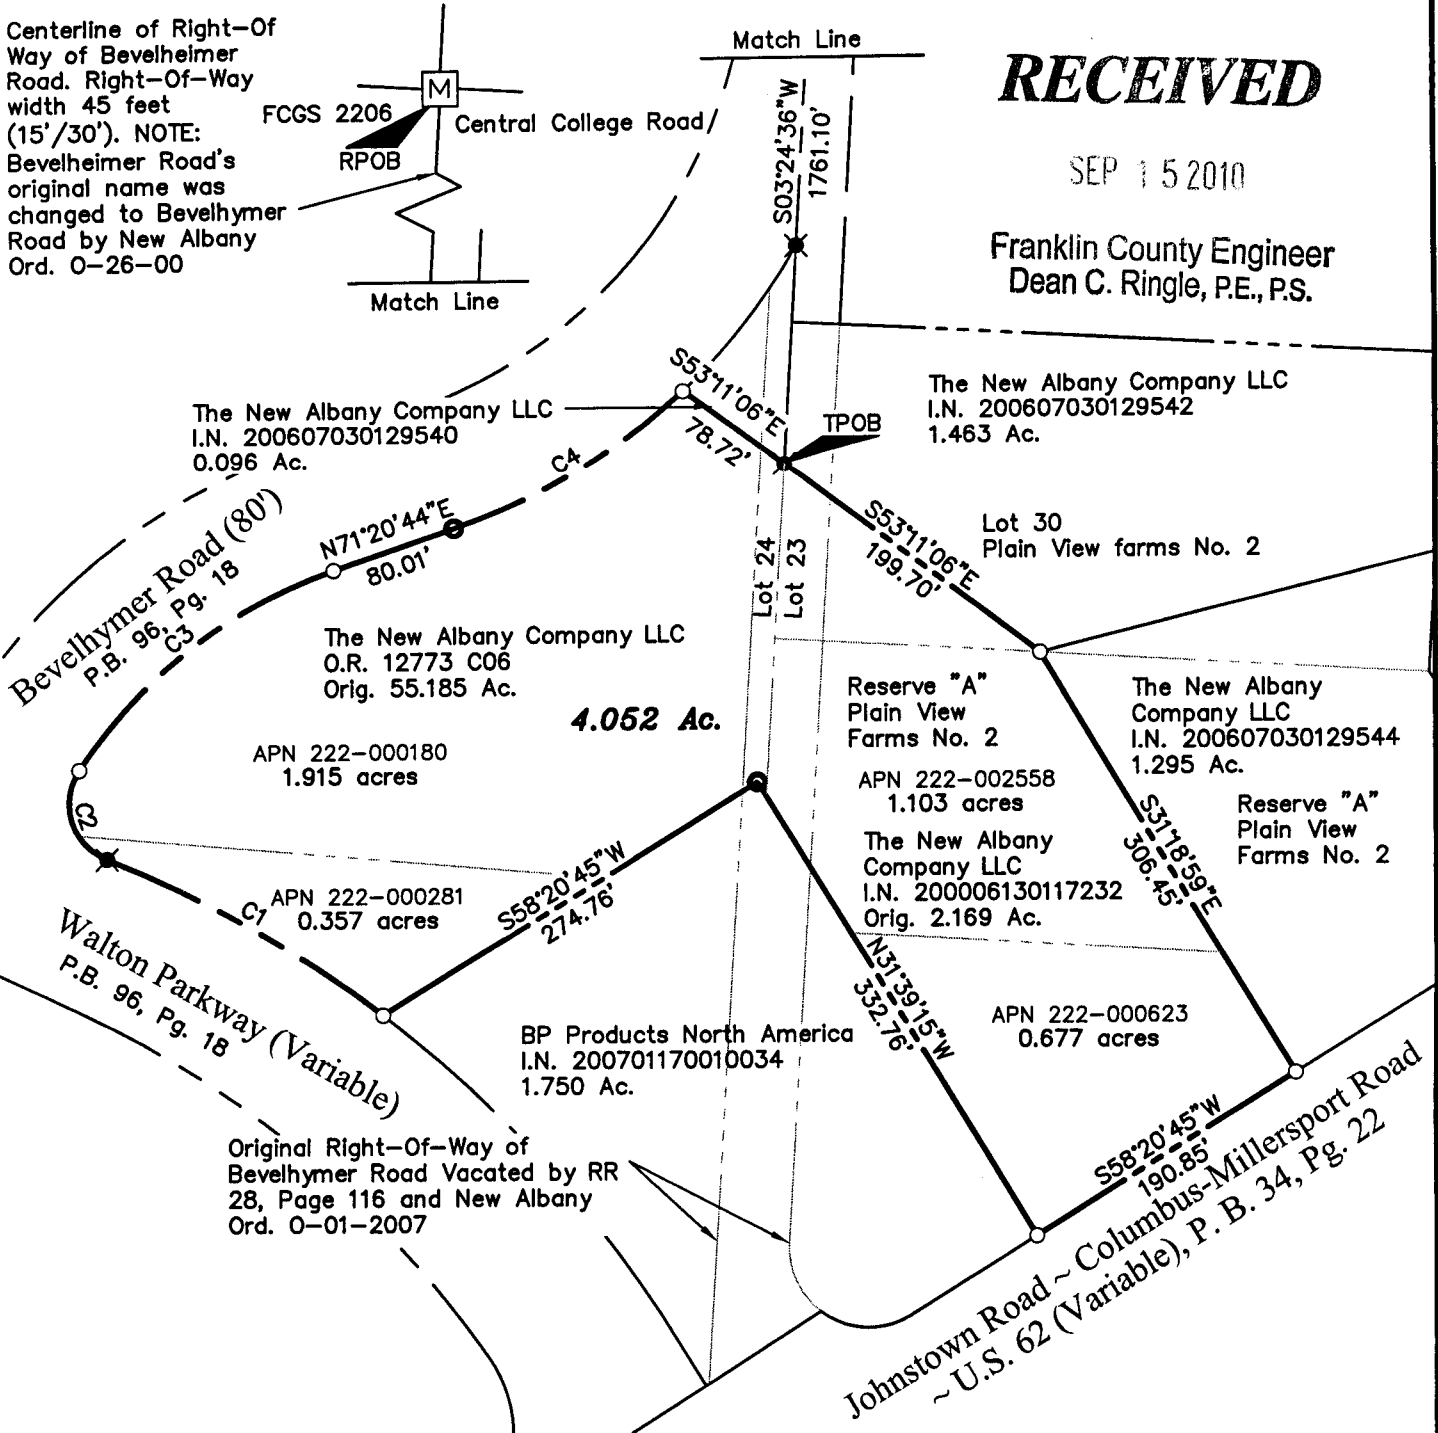 Centerline of Right-Of
Way of Bevelheimer
Road. Right-Of-Way
width 45 feet
(15'/30'). NOTE:
Bevelheimer Road's
original name was
changed to Bevelhymer
Road by New Albany
Ord. O-26-00
M
FCGS 2206
RPOB
Central College Road
Match Line
Match Line
S03°24'36"W
1761.10'
RECEIVED
SEP 15 2010
Franklin County Engineer
Dean C. Ringle, P.E., P.S.
The New Albany Company LLC
I.N. 200607030129540
0.096 Ac.
S53°11'06"E
78.72'
TPOB
The New Albany Company LLC
I.N. 200607030129542
1.463 Ac.
C4
N71°20'44"E
80.01'
Bevelhymer Road (80')
P.B. 96, Pg. 18
C3
Lot 24
Lot 23
S53°11'06"E
199.70'
Lot 30
Plain View farms No. 2
The New Albany Company LLC
O.R. 12773 C06
Orig. 55.185 Ac.
4.052 Ac.
APN 222-000180
1.915 acres
Reserve "A"
Plain View
Farms No. 2
APN 222-002558
1.103 acres
The New Albany
Company LLC
I.N. 200006130117232
Orig. 2.169 Ac.
The New Albany
Company LLC
I.N. 200607030129544
1.295 Ac.
Reserve "A"
Plain View
Farms No. 2
S31°18'59"E
306.45'
C2
C1
APN 222-000281
0.357 acres
S58°20'45"W
274.76'
Walton Parkway (Variable)
P.B. 96, Pg. 18
N31°39'15"W
332.76'
APN 222-000623
0.677 acres
BP Products North America
I.N. 200701170010034
1.750 Ac.
Original Right-Of-Way of
Bevelhymer Road Vacated by RR
28, Page 116 and New Albany
Ord. O-01-2007
S58°20'45"W
190.85'
Johnstown Road ~ Columbus-Millersport Road
~ U.S. 62 (Variable), P. B. 34, Pg. 22